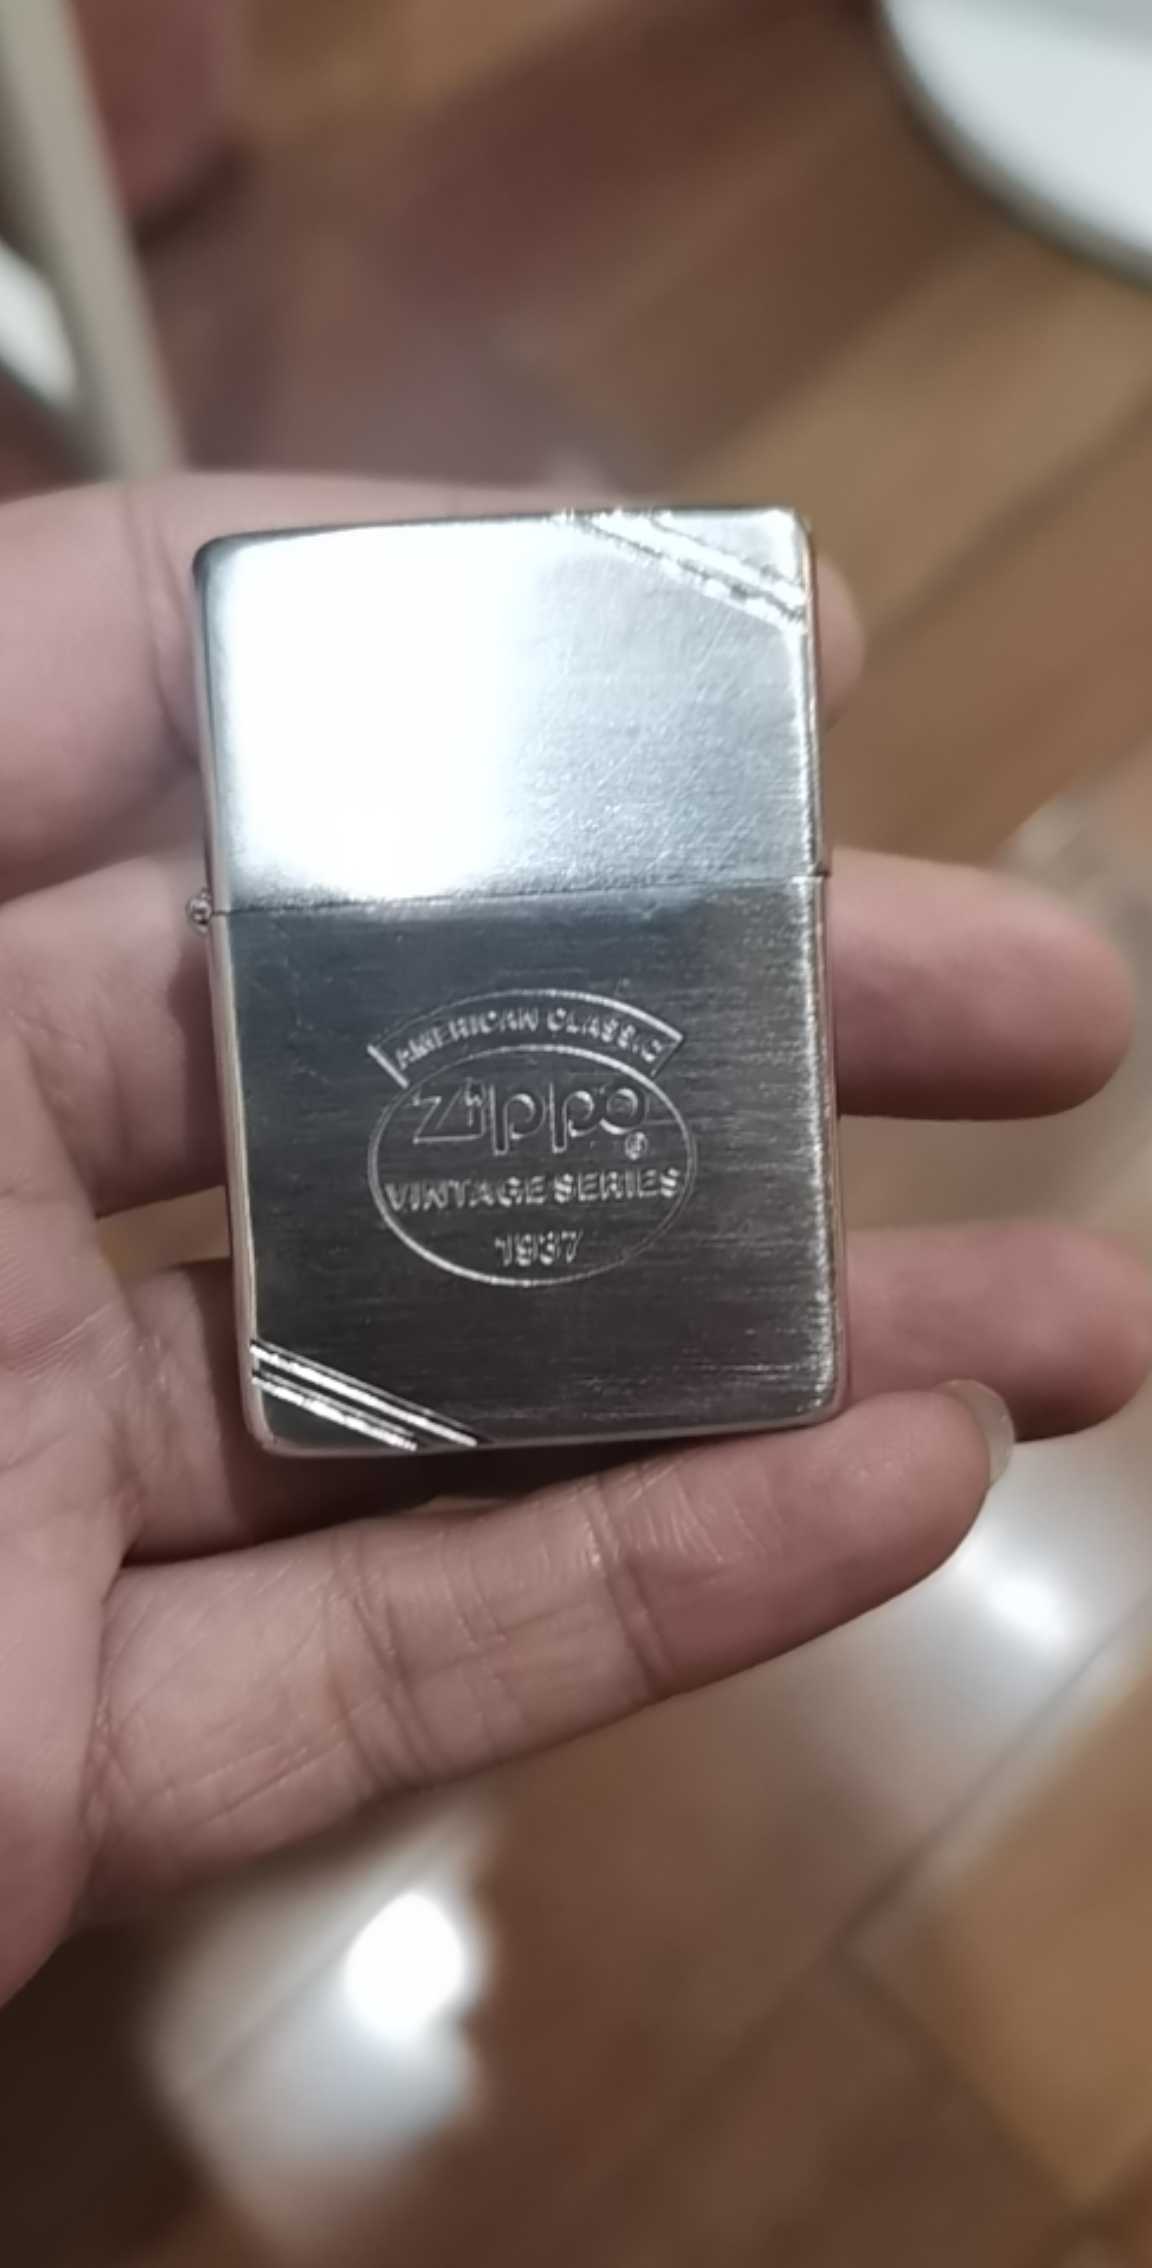 AMERICAN CLASSIC
Zippo®
VINTAGE SERIES
1937